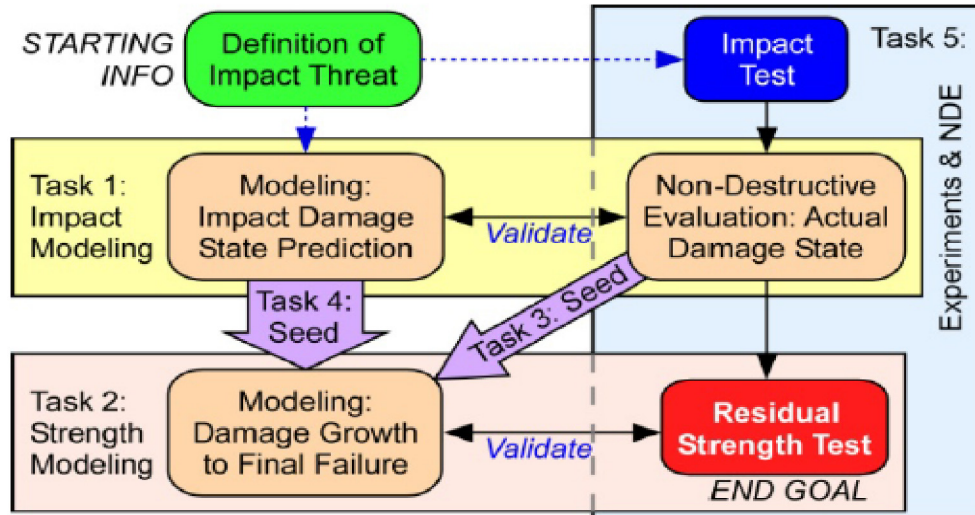 STARTING
INFO
Definition of
Impact Threat
Impact
Test
Task 5:
Experiments & NDE
Task 1:
Impact
Modeling
Modeling:
Impact Damage
State Prediction
Validate
Non-Destructive
Evaluation: Actual
Damage State
Task 4:
Seed
Task 3: Seed
Task 2:
Strength
Modeling
Modeling:
Damage Growth
to Final Failure
Validate
Residual
Strength Test
END GOAL